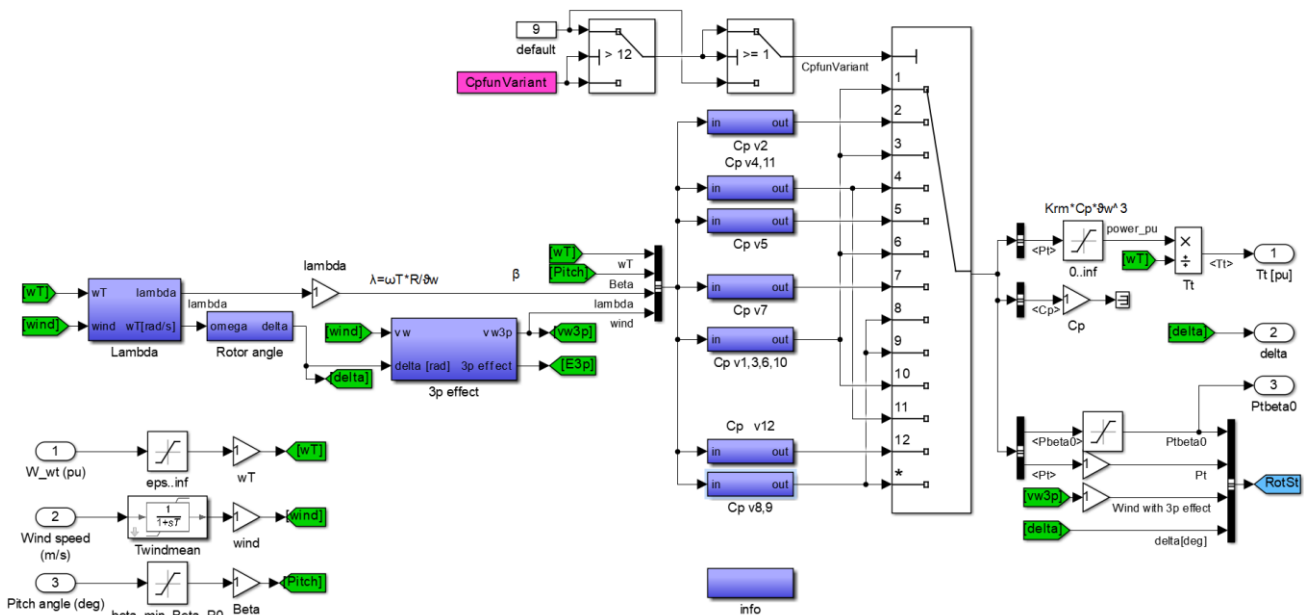 9
default
> 12
>= 1
CpfunVariant
CpfunVariant
1
2
3
4
5
6
7
8
9
10
11
12
*
in out
Cp v2
Cp v4,11
in out
in out
Cp v5
in out
Cp v7
in out
Cp v1,3,6,10
Cp v12
in out
in out
Cp v8,9
info
[wT]
[wind]
wT lambda
wind wT[rad/s]
Lambda
lambda
omega delta
Rotor angle
[delta]
lambda
1
λ=ωT*R/ϑw
β
[wind]
vw vw3p
delta [rad] 3p effect
3p effect
[vw3p]
[E3p]
[wT]
[Pitch]
wT
Beta
lambda
wind
Krm*Cp*ϑw^3
<Pt>
0..inf
power_pu
[wT]
×
÷
Tt
<Tt>
1
Tt [pu]
<Cp>
1
Cp
[delta]
2
delta
3
Ptbeta0
<Pbeta0>
Ptbeta0
<Pt>
1
Pt
[vw3p]
1
Wind with 3p effect
[delta]
delta[deg]
RotSt
1
W_wt (pu)
eps..inf
1
wT
[wT]
2
Wind speed
(m/s)
1
1+sT
Twindmean
1
wind
[wind]
3
Pitch angle (deg)
1
Beta
[Pitch]